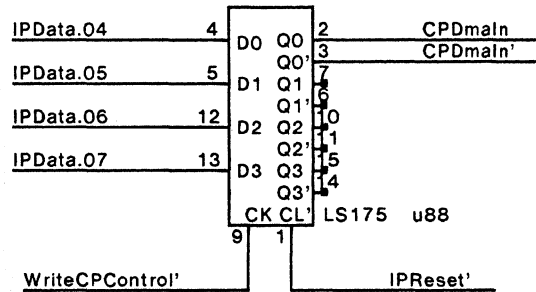 IPData.04 4 D0 Q0 2 CPDmaIn
Q0' 3 CPDmaIn'
IPData.05 5 D1 Q1 7
Q1' 6
IPData.06 12 D2 Q2 10
Q2' 11
IPData.07 13 D3 Q3 15
Q3' 14
CK CL' LS175 u88
9 1
WriteCPControl' IPReset'